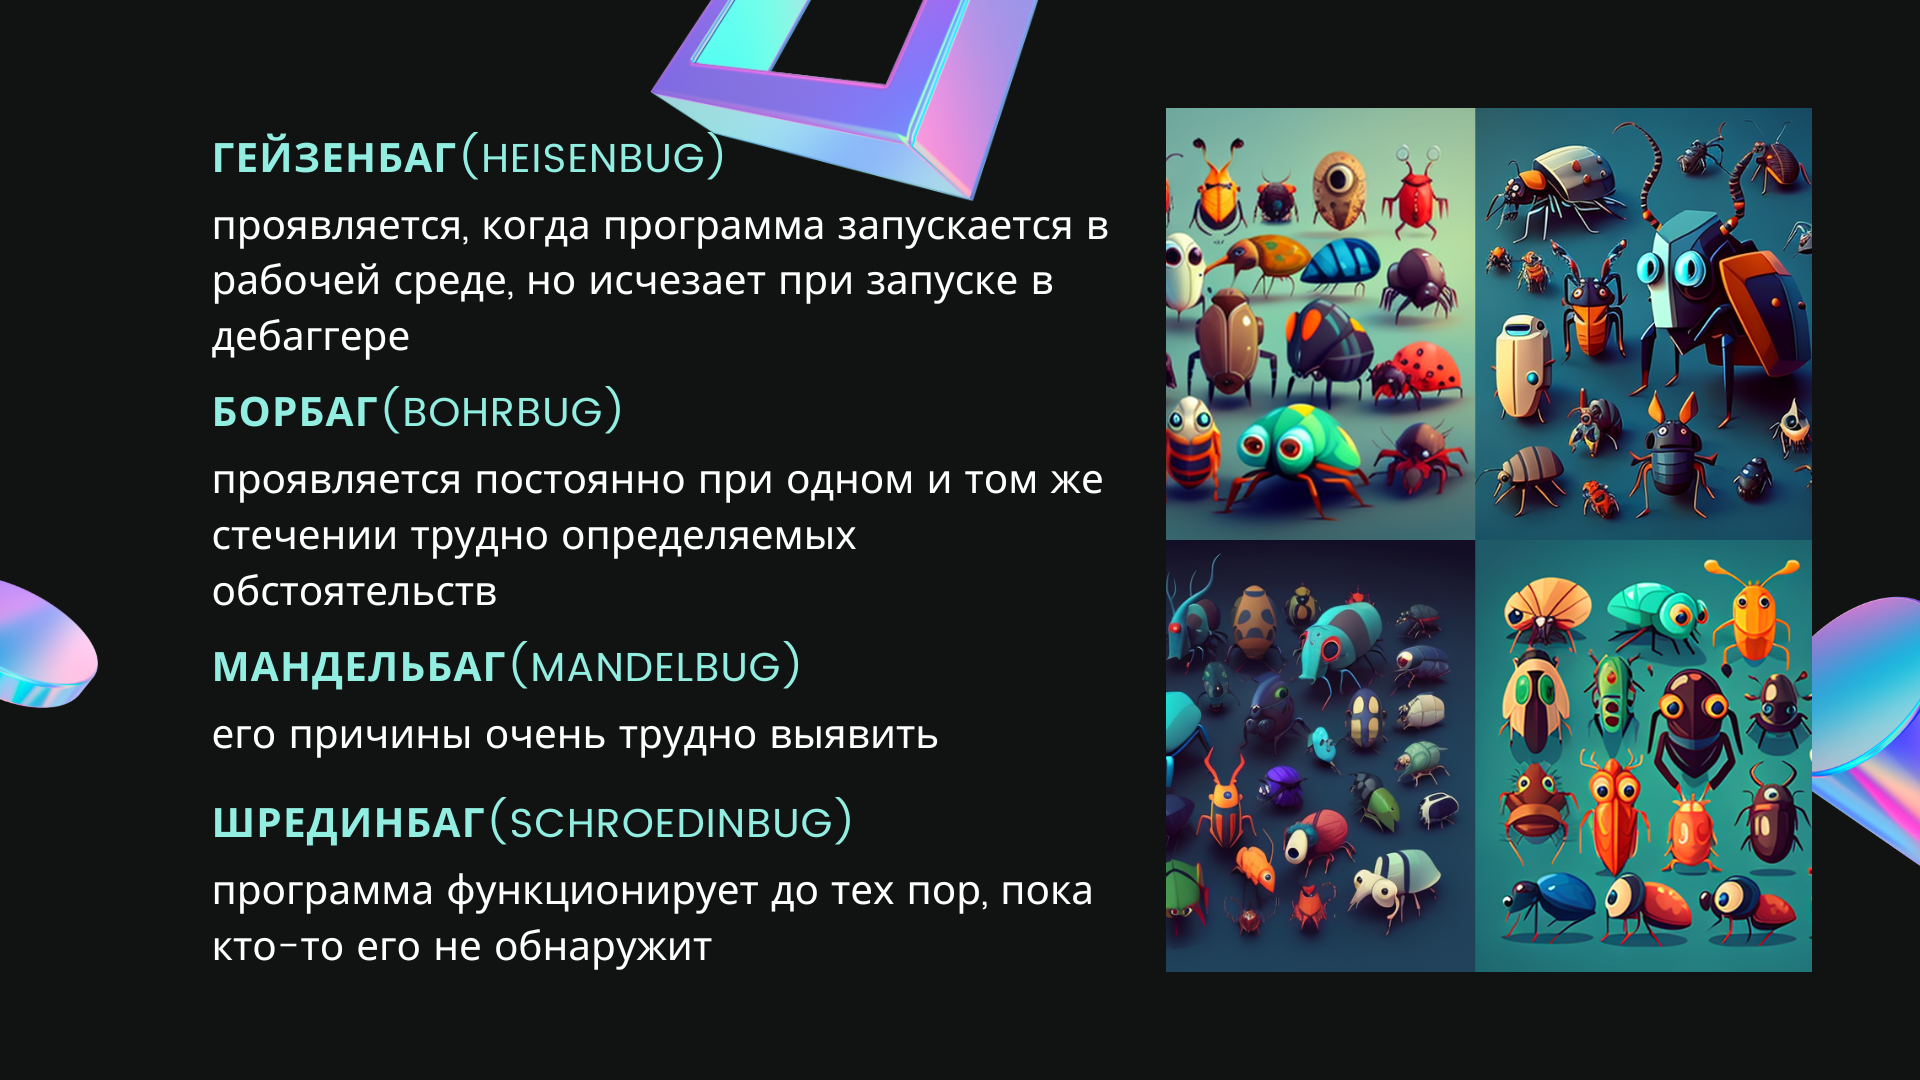 ГЕЙЗЕНБАГ(HEISENBUG)
проявляется, когда программа запускается в
рабочей среде, но исчезает при запуске в
дебаггере
БОРБАГ(BOHRBUG)
проявляется постоянно при одном и том же
стечении трудно определяемых
обстоятельств
МАНДЕЛЬБАГ(MANDELBUG)
его причины очень трудно выявить
ШРЕДИНБАГ(SCHROEDINBUG)
программа функционирует до тех пор, пока
кто-то его не обнаружит